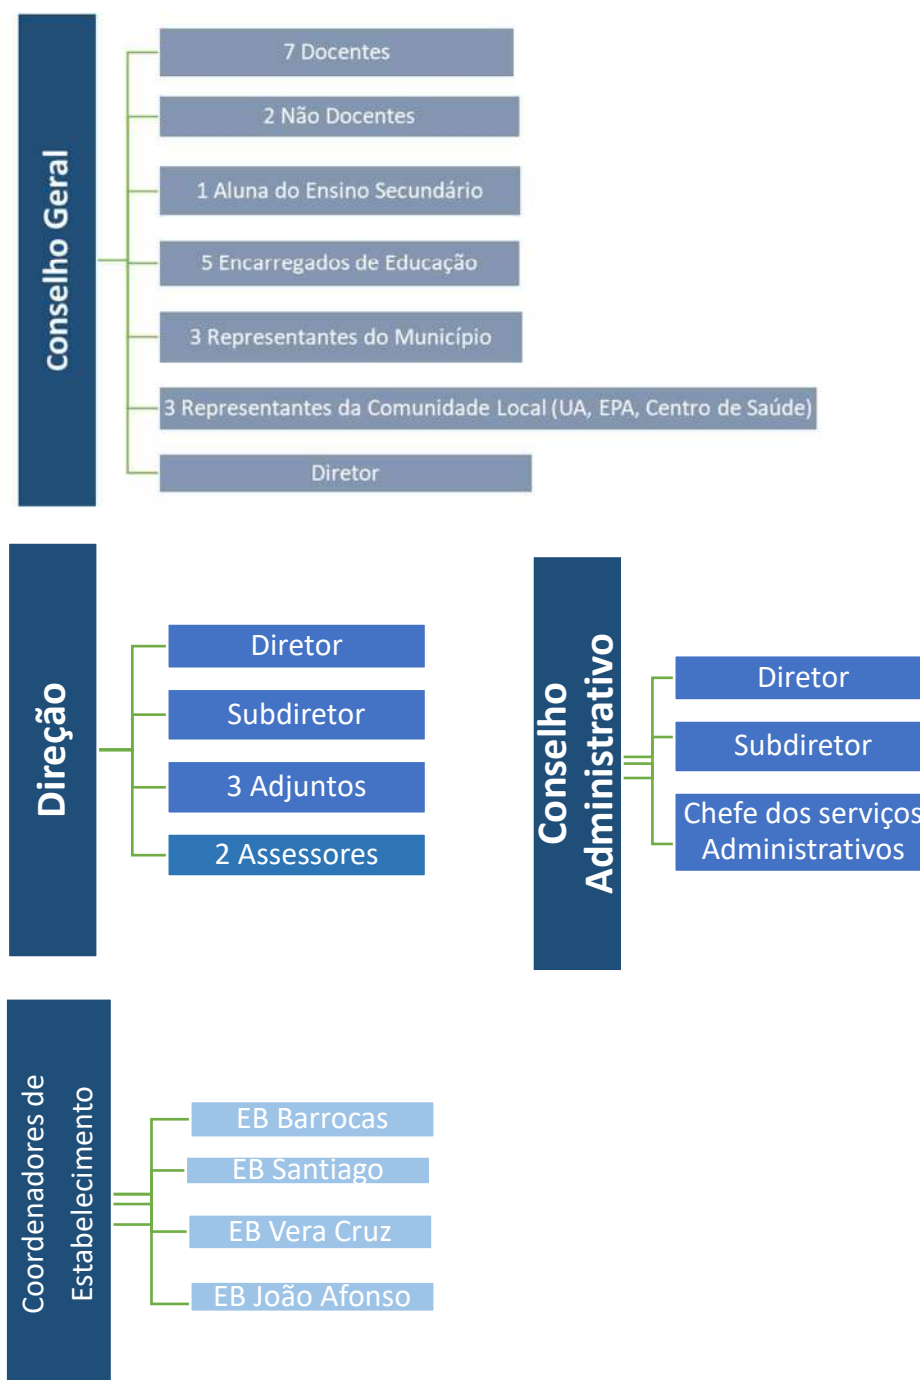 Conselho Geral
7 Docentes
2 Não Docentes
1 Aluna do Ensino Secundário
5 Encarregados de Educação
3 Representantes do Município
3 Representantes da Comunidade Local (UA, EPA, Centro de Saúde)
Diretor
Direção
Diretor
Subdiretor
3 Adjuntos
2 Assessores
Conselho
Administrativo
Diretor
Subdiretor
Chefe dos serviços
Administrativos
Coordenadores de
Estabelecimento
EB Barrocas
EB Santiago
EB Vera Cruz
EB João Afonso